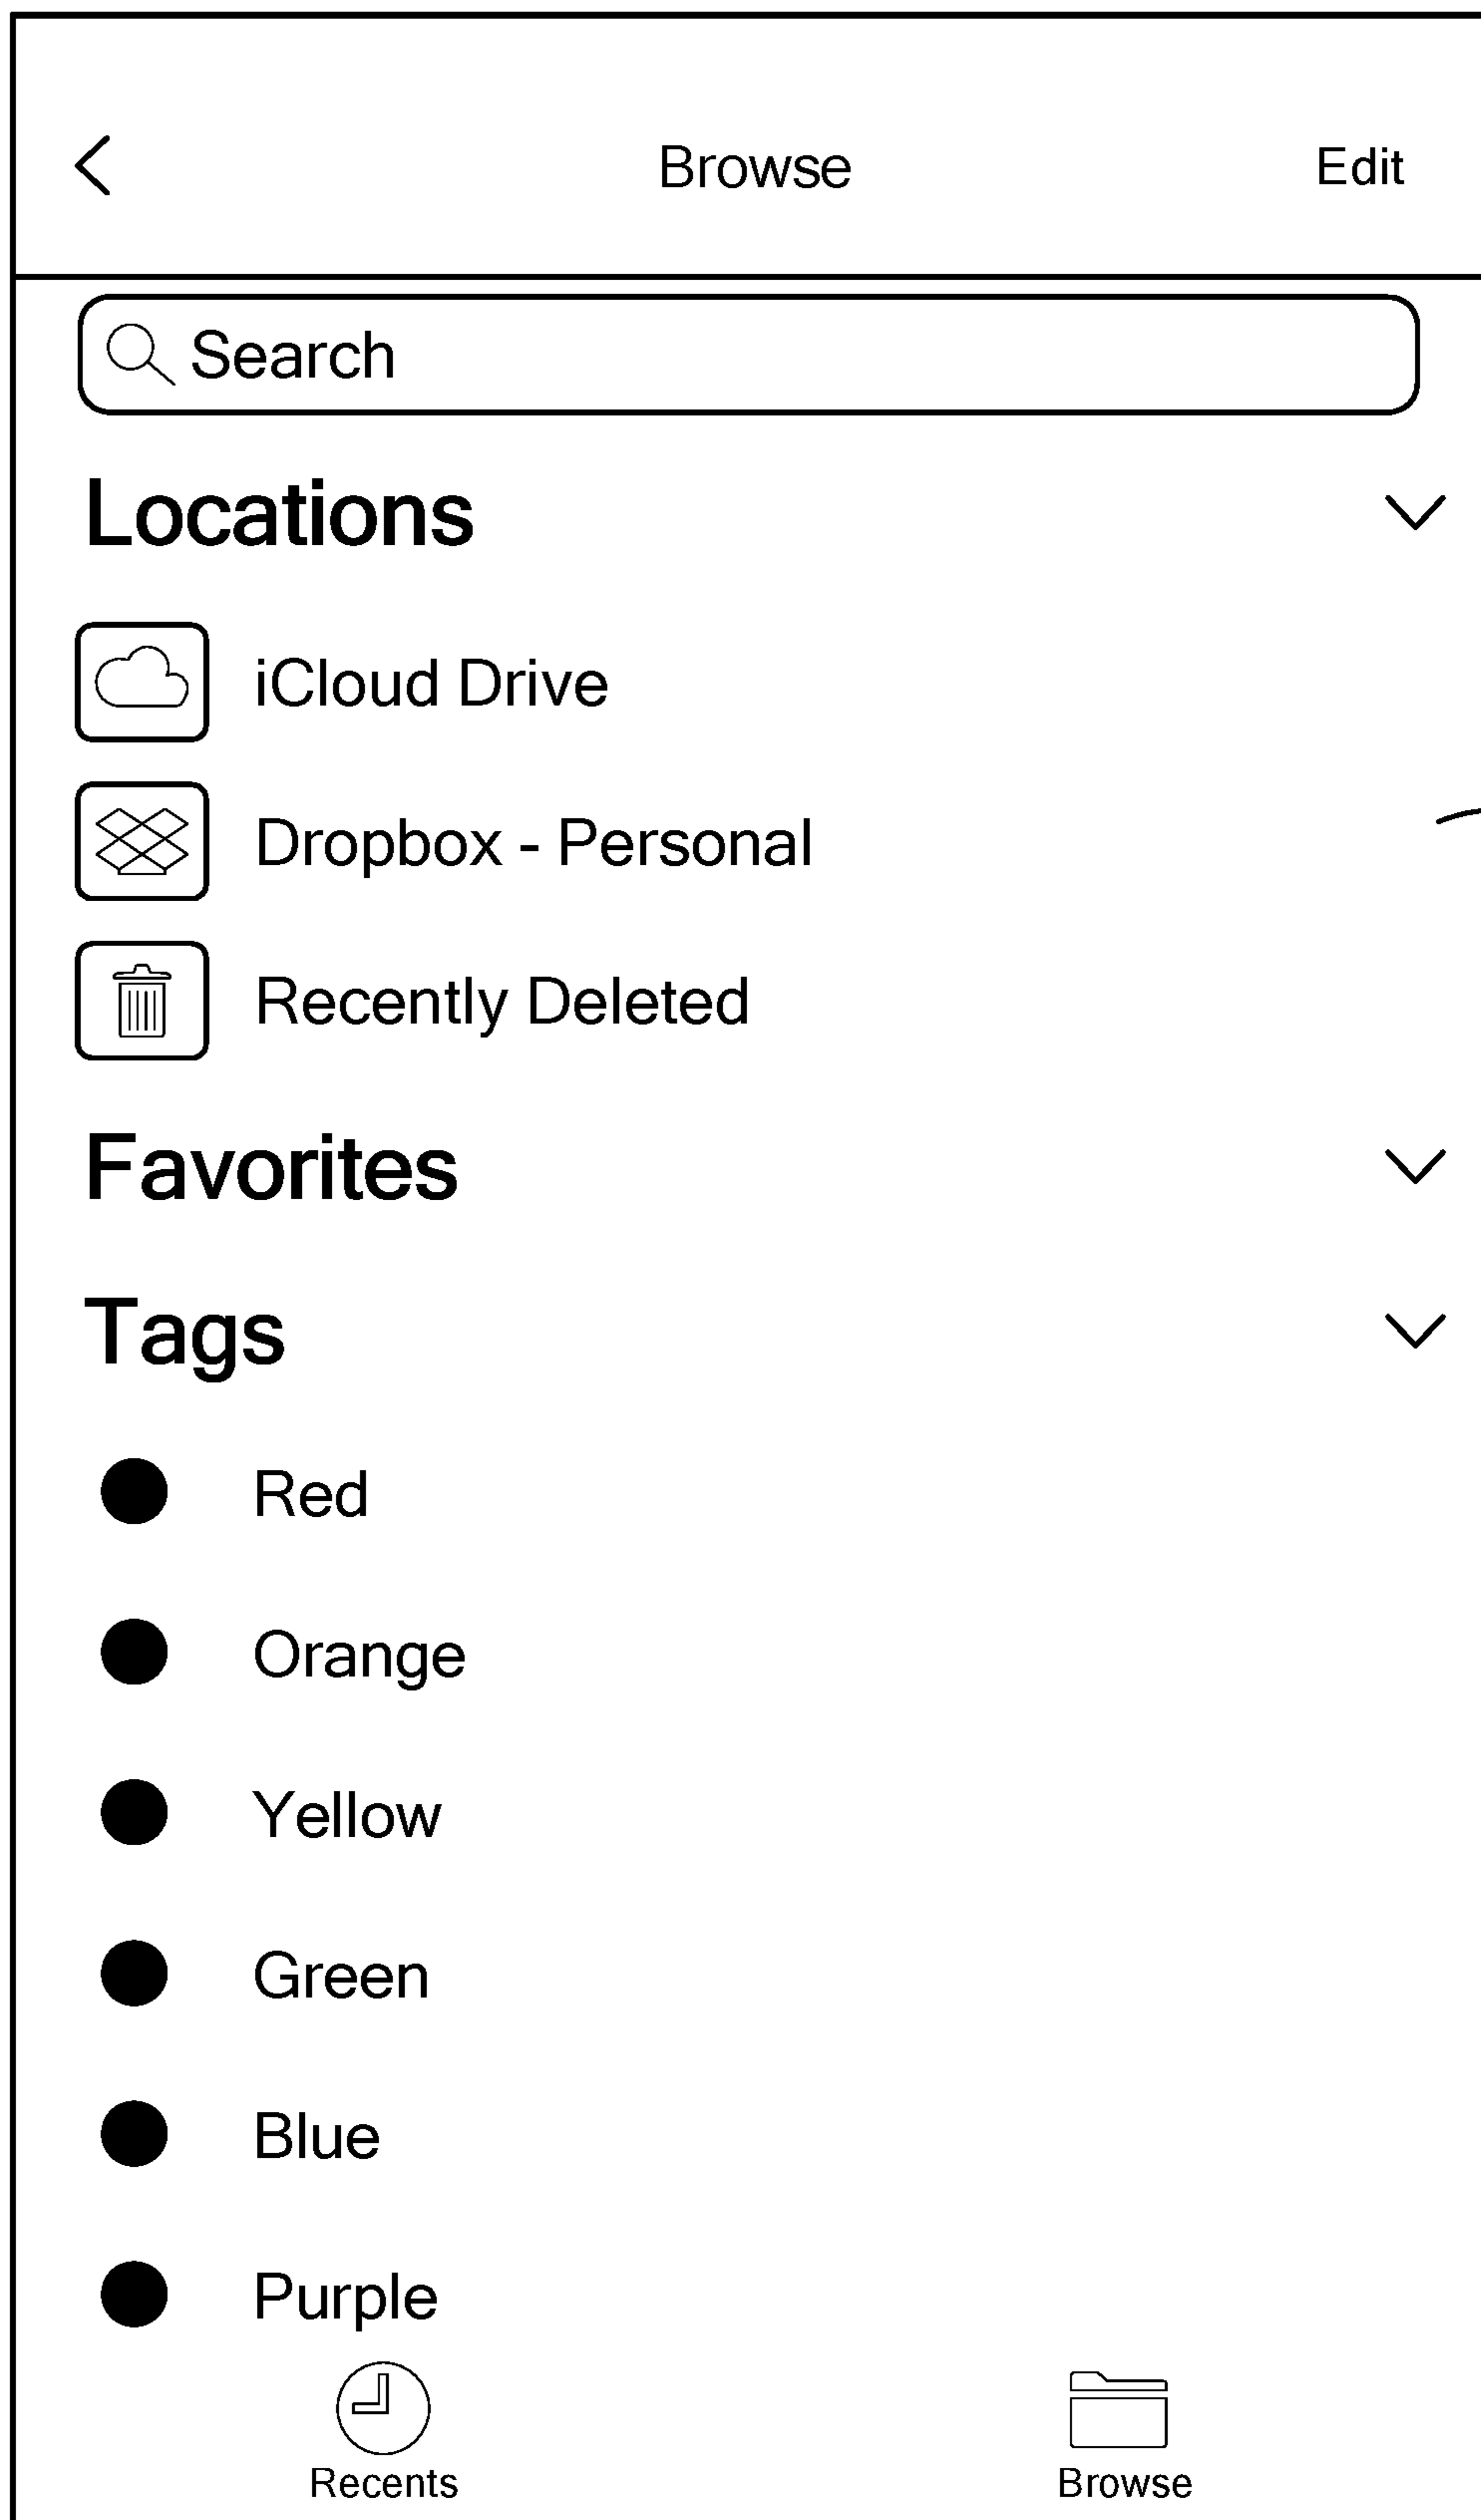 Browse
Edit
Search
Locations
iCloud Drive
Dropbox - Personal
Recently Deleted
Favorites
Tags
Red
Orange
Yellow
Green
Blue
Purple
Recents
Browse